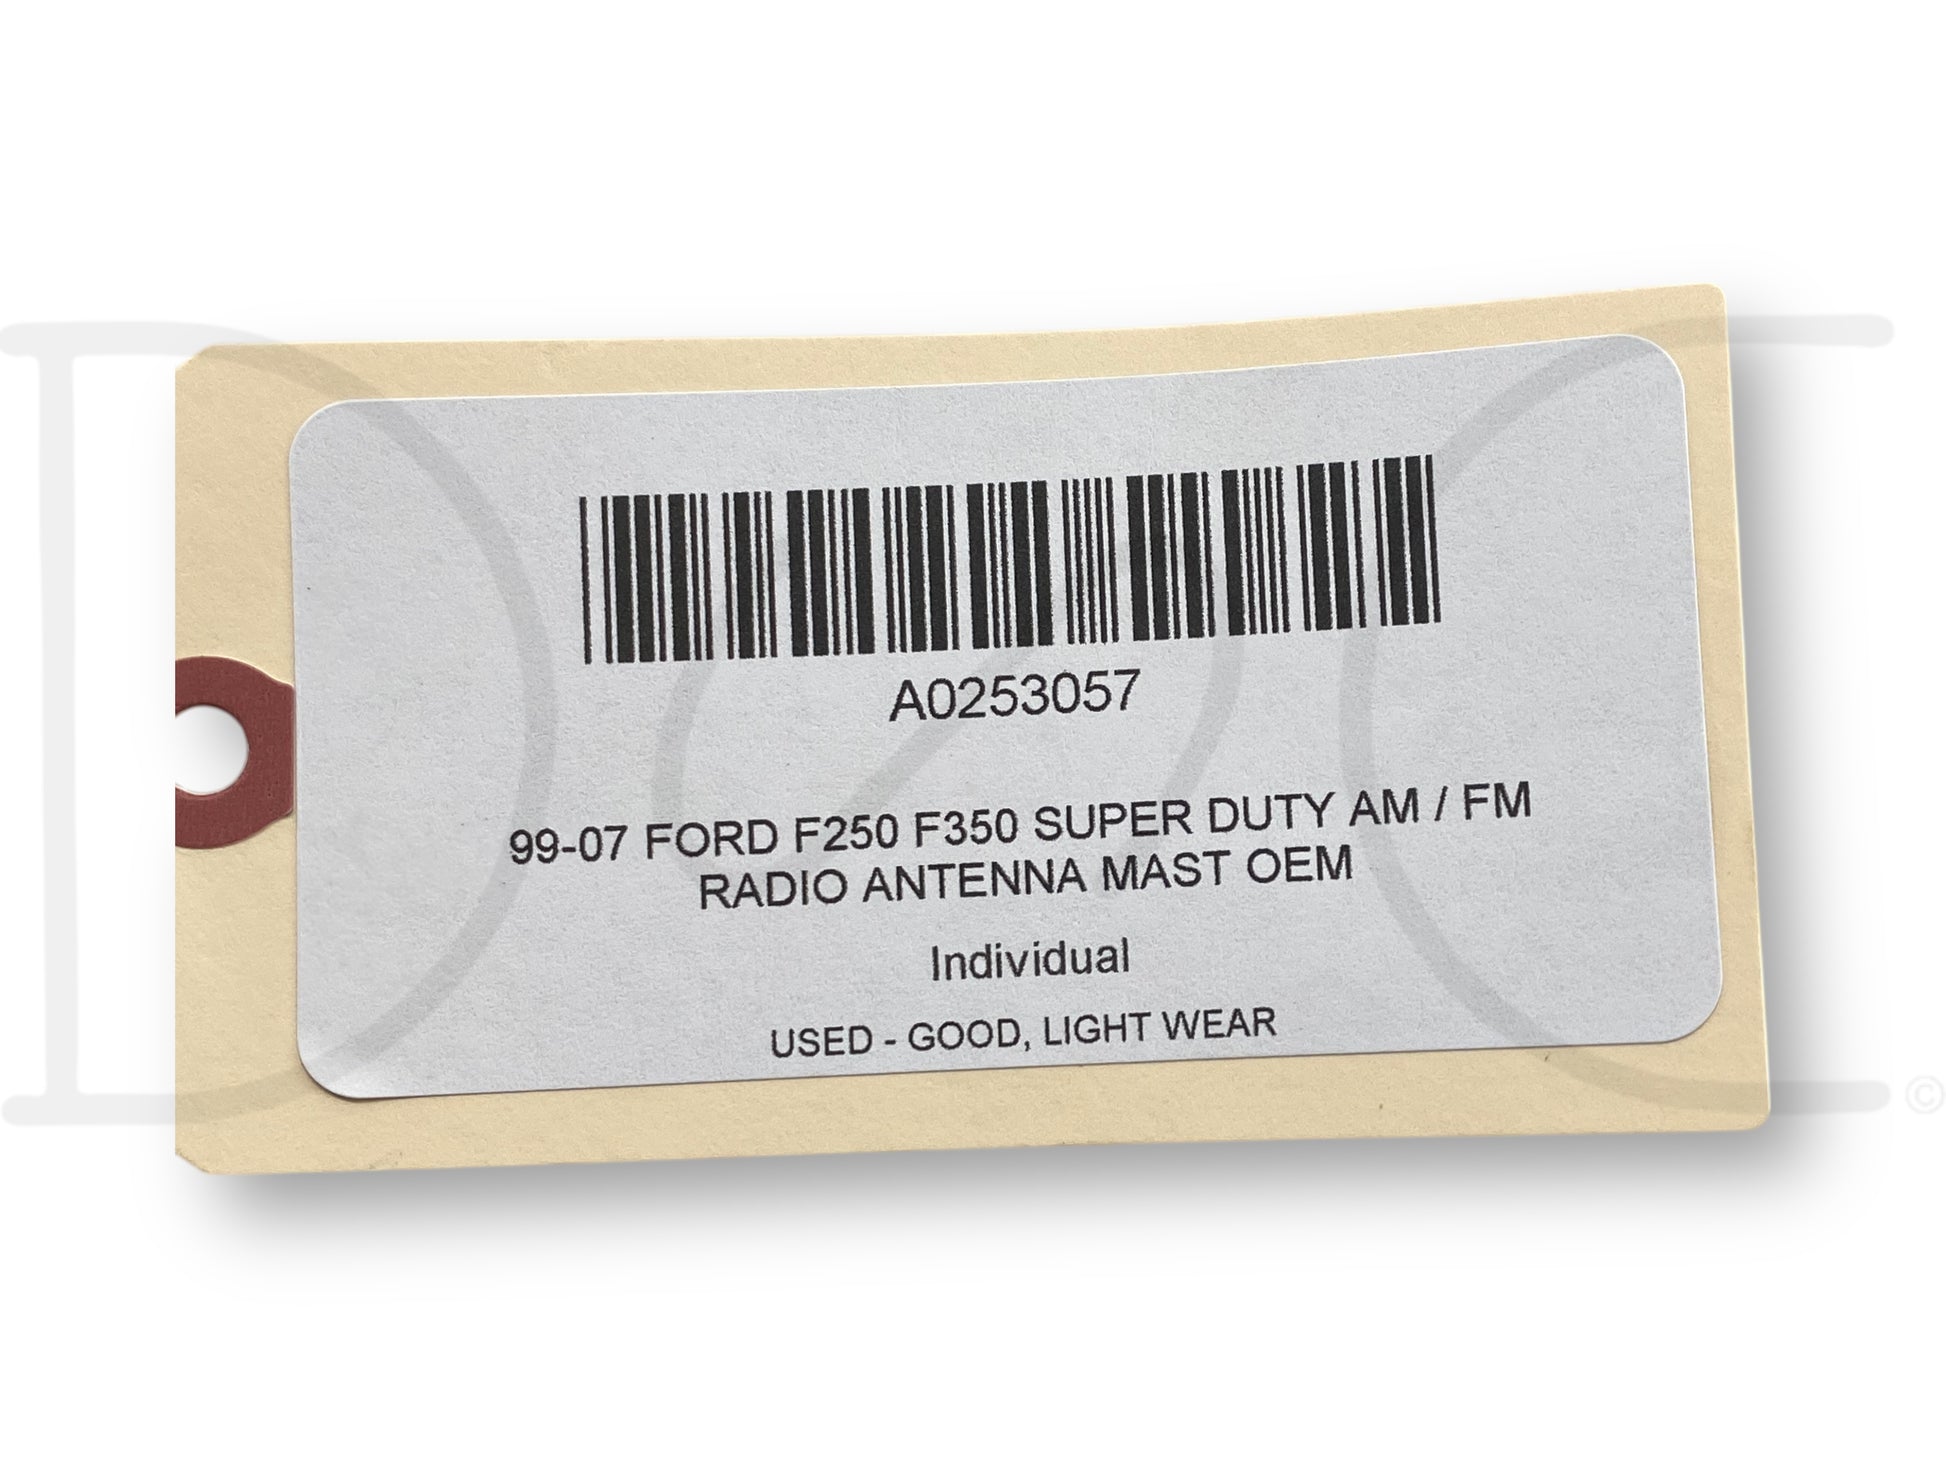 A0253057
99-07 FORD F250 F350 SUPER DUTY AM / FM
RADIO ANTENNA MAST OEM
Individual
USED - GOOD, LIGHT WEAR
©